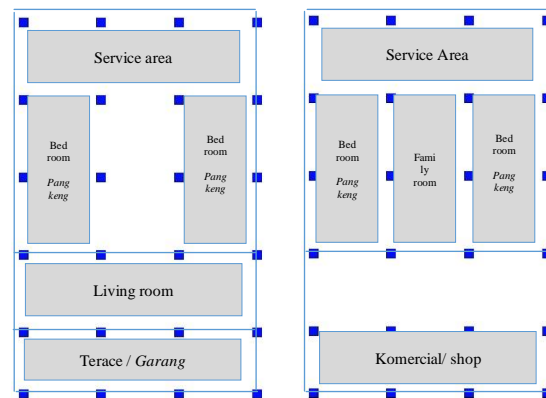 Service area
Bed
room
Pang
keng
Bed
room
Pang
keng
Living room
Terace / Garang
Service Area
Bed
room
Pang
keng
Fami
ly
room
Bed
room
Pang
keng
Komercial/ shop